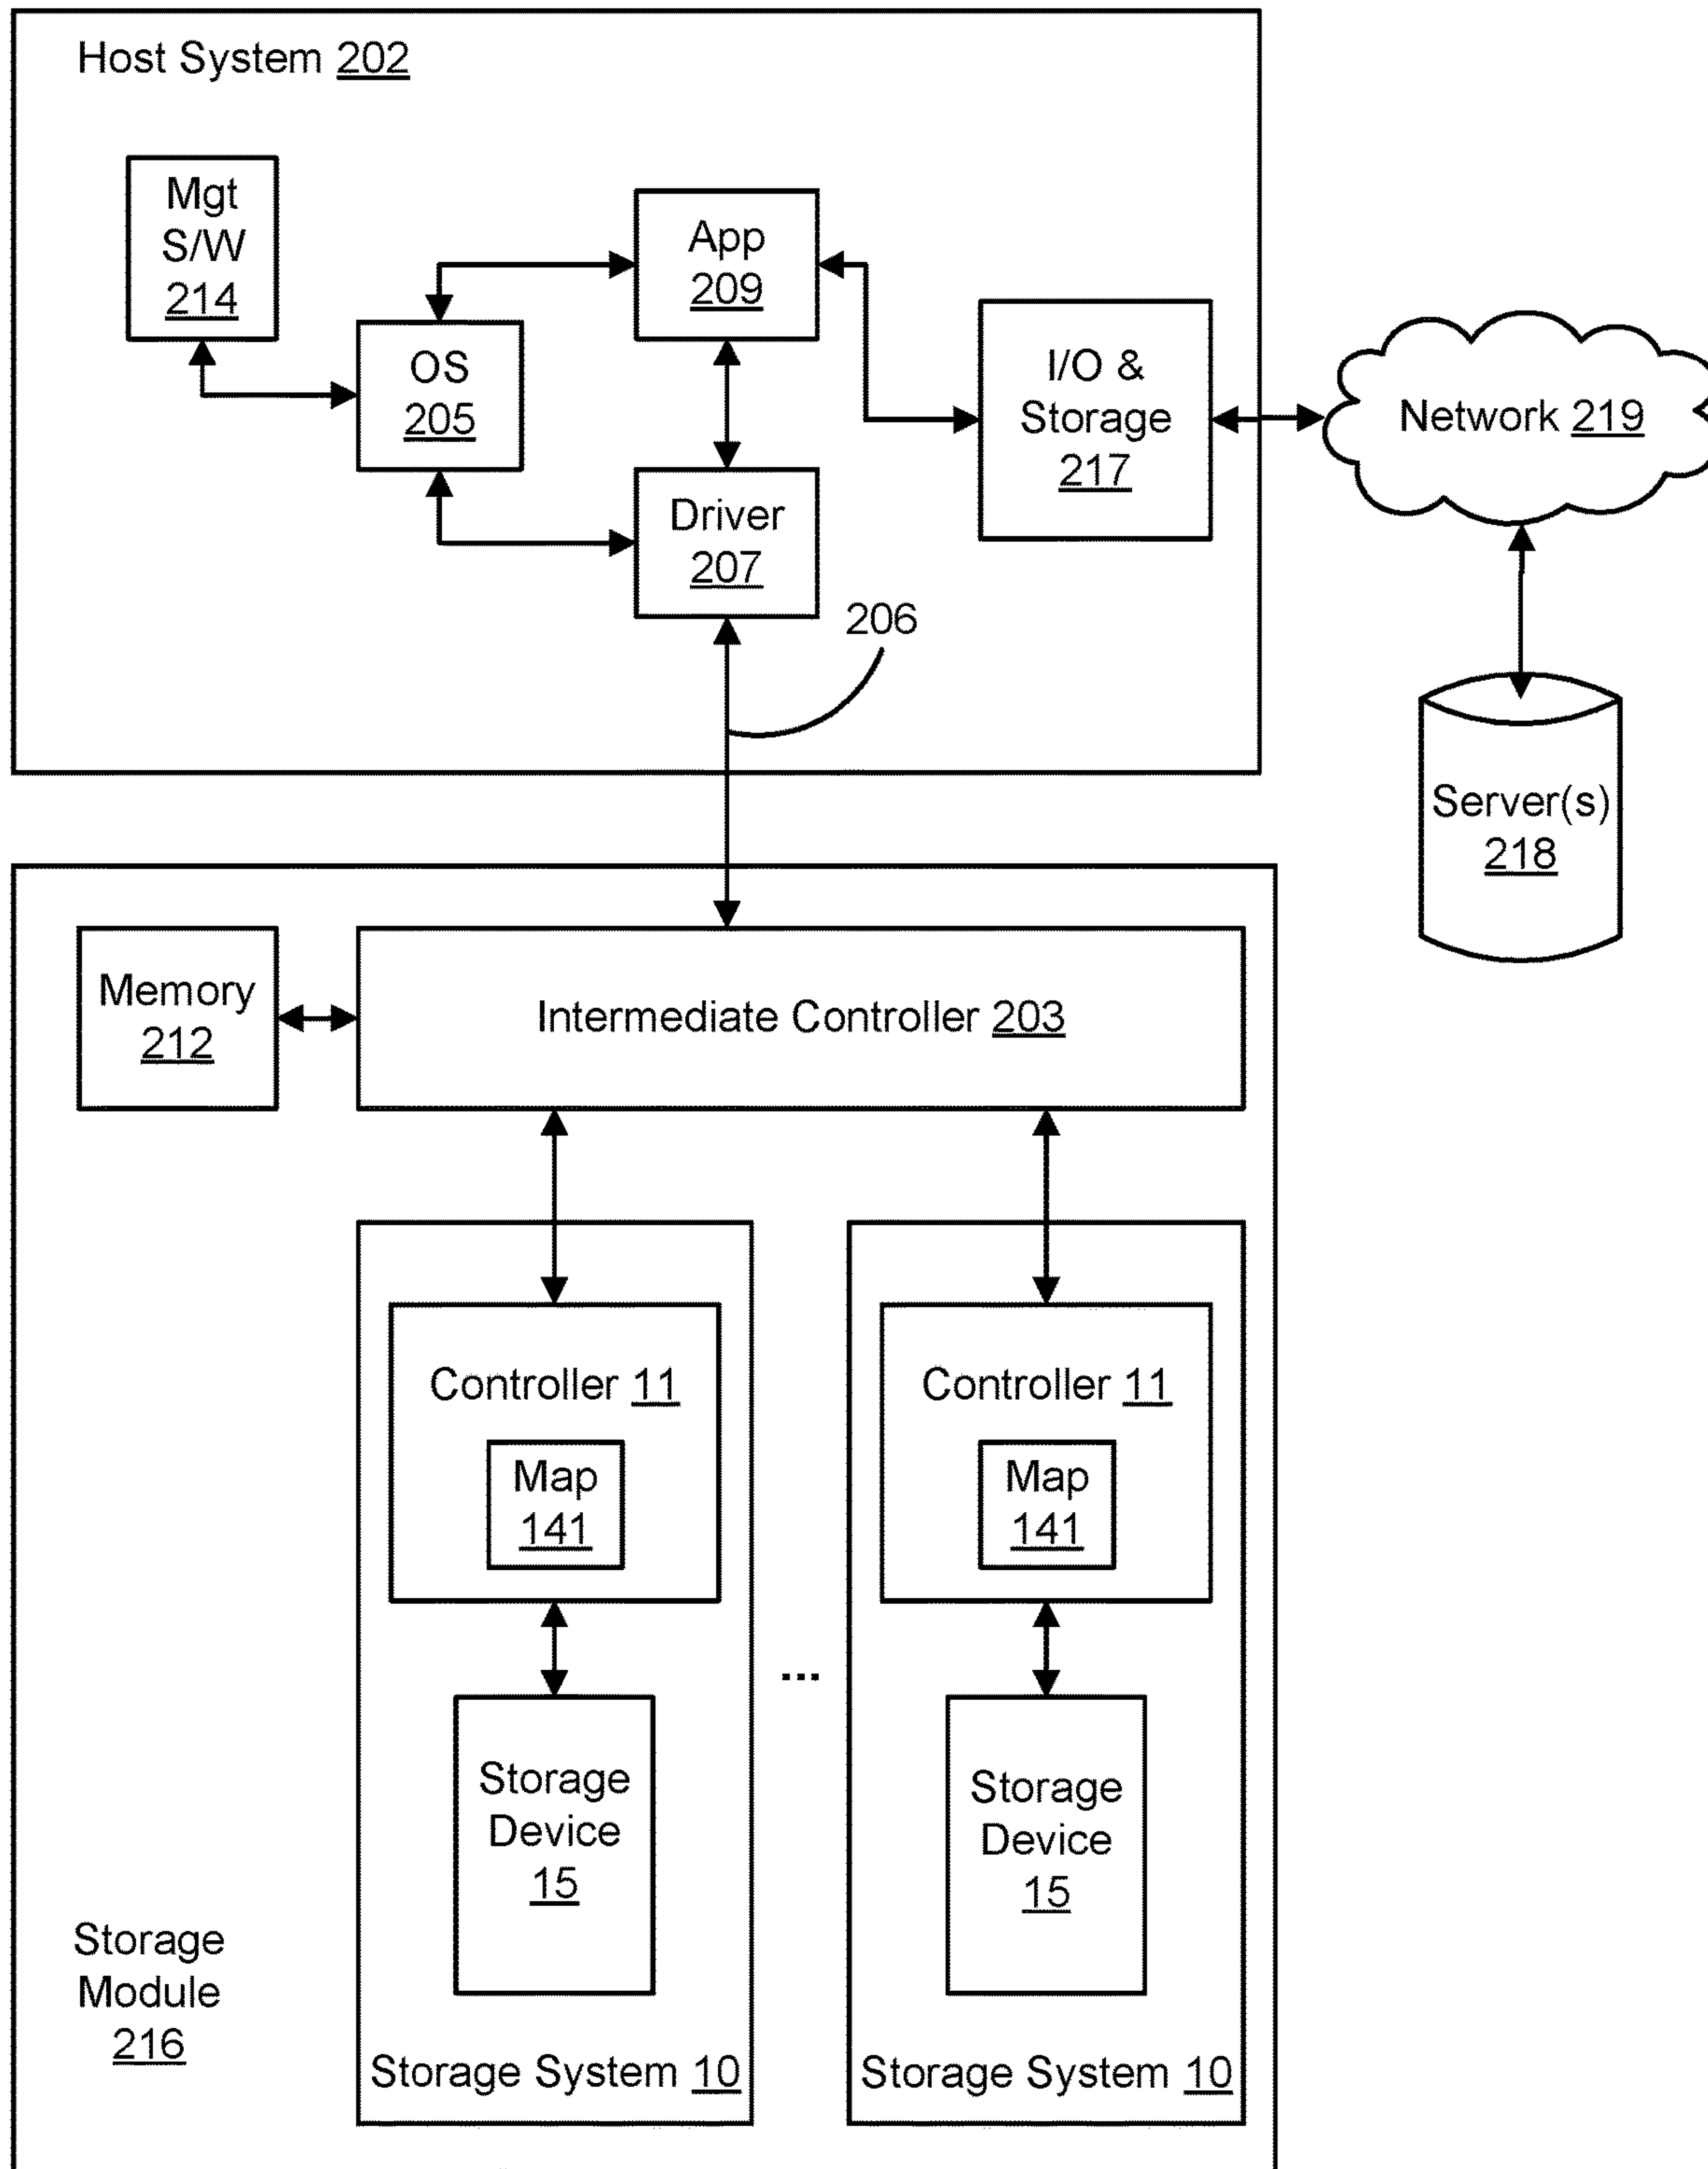 Host System 202
Mgt
S/W
214
App
209
OS
205
I/O &
Storage
217
Network 219
Driver
207
206
Server(s)
218
Memory
212
Intermediate Controller 203
Controller 11
Map
141
Controller 11
Map
141
...
Storage
Device
15
Storage
Device
15
Storage
Module
216
Storage System 10
Storage System 10